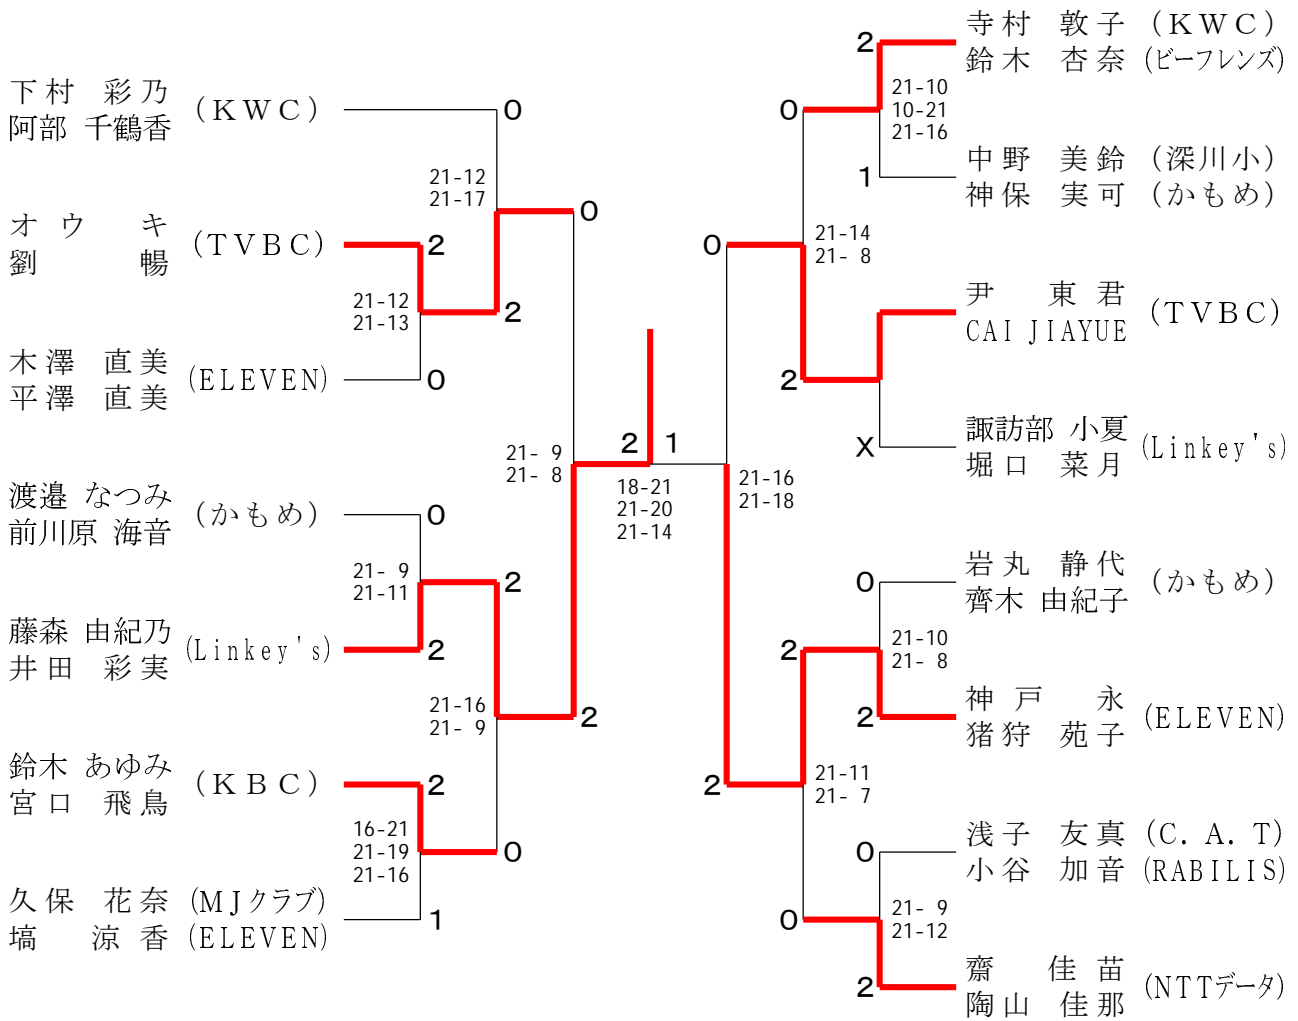 下村 彩乃 (KWC)
阿部 千鶴香
0
21-12
21-17
オウ キ (TVBC)
劉 暢
2
21-12
21-13
2
0
木澤 直美 (ELEVEN)
平澤 直美
0
21- 9
21- 8
渡邉 なつみ (かもめ)
前川原 海音
0
21- 9
21-11
2
藤森 由紀乃 (Linkey's)
井田 彩実
2
21-16
21- 9
2
鈴木 あゆみ (KBC)
宮口 飛鳥
2
16-21
21-19
21-16
0
久保 花奈 (MJクラブ)
塙 涼香 (ELEVEN)
1
2 1
18-21
21-20
21-14
寺村 敦子 (KWC)
鈴木 杏奈 (ビーフレンズ)
2
21-10
10-21
21-16
0
中野 美鈴 (深川小)
神保 実可 (かもめ)
1
21-14
21- 8
0
尹 東君 (TVBC)
CAI JIAYUE
2
諏訪部 小夏 (Linkey's)
堀口 菜月
X
21-16
21-18
岩丸 静代 (かもめ)
齊木 由紀子
0
21-10
21- 8
2
神戸 永 (ELEVEN)
猪狩 苑子
2
21-11
21- 7
2
浅子 友真 (C. A. T)
小谷 加音 (RABILIS)
0
21- 9
21-12
0
齋 佳苗 (NTTデータ)
陶山 佳那
2